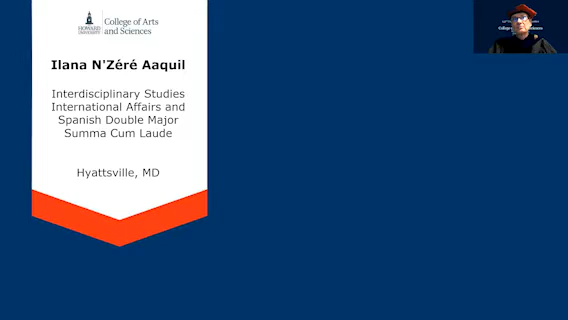 HOWARD
UNIVERSITY
College of Arts
and Sciences
Ilana N'Zéré Aaquil
Interdisciplinary Studies
International Affairs and
Spanish Double Major
Summa Cum Laude
Hyattsville, MD